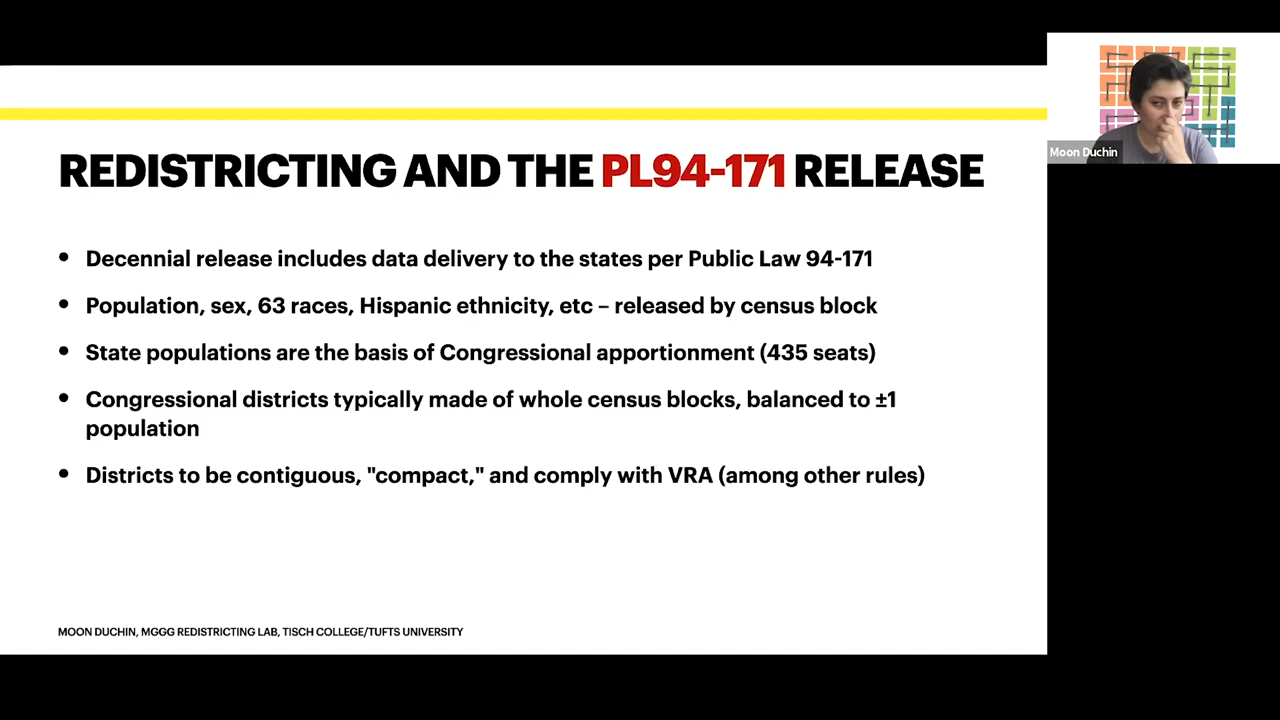 REDISTRICTING AND THE PL94-171 RELEASE
• Decennial release includes data delivery to the states per Public Law 94-171
• Population, sex, 63 races, Hispanic ethnicity, etc – released by census block
• State populations are the basis of Congressional apportionment (435 seats)
• Congressional districts typically made of whole census blocks, balanced to ±1
population
• Districts to be contiguous, "compact," and comply with VRA (among other rules)
MOON DUCHIN, MGGG REDISTRICTING LAB, TISCH COLLEGE/TUFTS UNIVERSITY
Moon Duchin